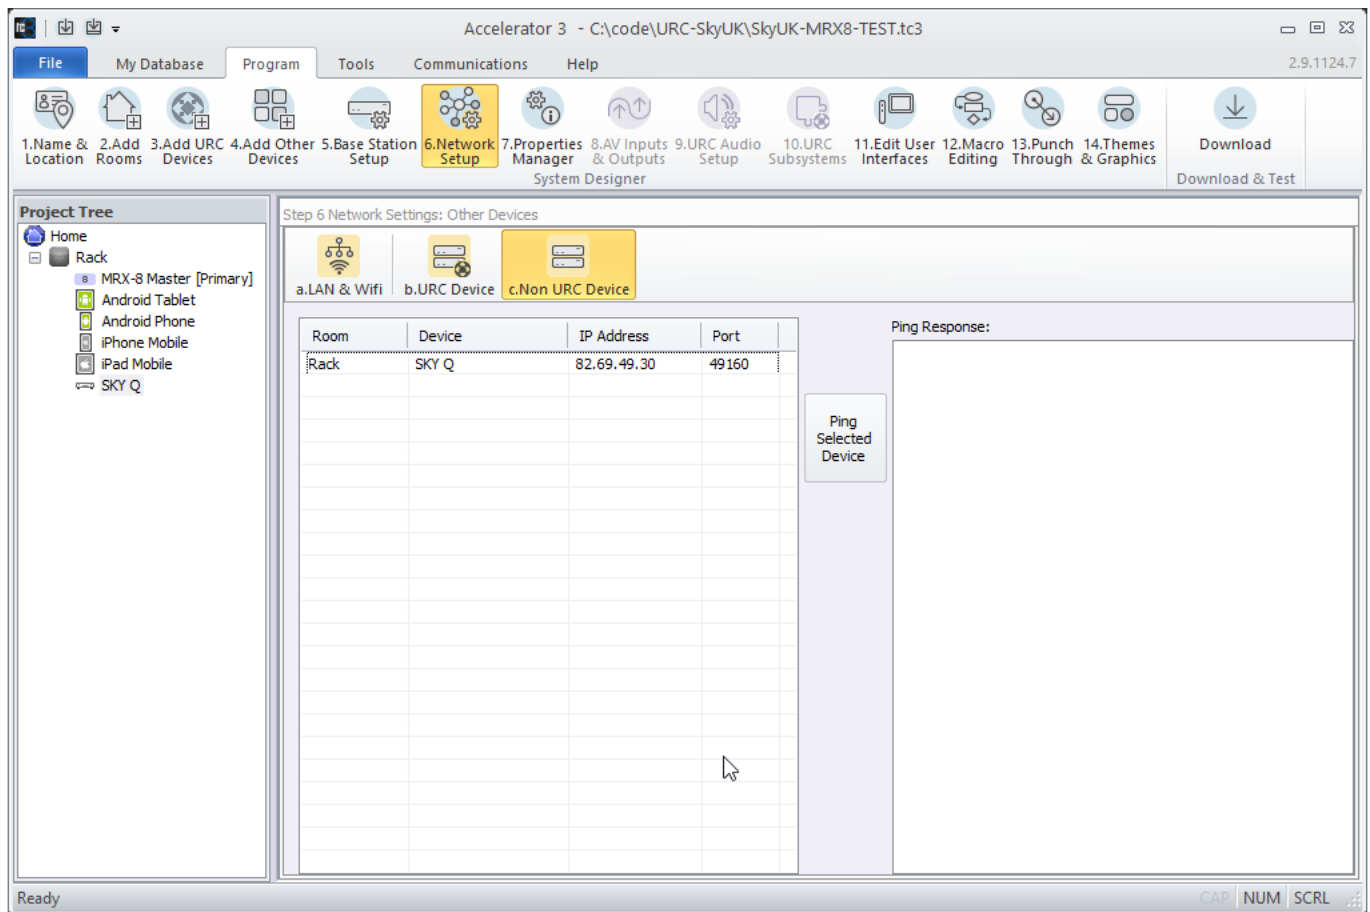 TC
Accelerator 3 - C:\code\URC-SkyUK\SkyUK-MRX8-TEST.tc3
File My Database Program Tools Communications Help 2.9.1124.7
1.Name & Location
2.Add Rooms
3.Add URC Devices
4.Add Other Devices
5.Base Station Setup
6.Network Setup
7.Properties Manager
8.AV Inputs & Outputs
9.URC Audio Setup
10.URC Subsystems
11.Edit User Interfaces
12.Macro Editing
13.Punch Through
14.Themes & Graphics
Download
System Designer
Download & Test
Project Tree
Home
Rack
8 MRX-8 Master [Primary]
Android Tablet
Android Phone
iPhone Mobile
iPad Mobile
SKY Q
Step 6 Network Settings: Other Devices
a.LAN & Wifi
b.URC Device
c.Non URC Device
Room Device IP Address Port
Rack SKY Q 82.69.49.30 49160
Ping
Selected
Device
Ping Response:
Ready
CAP NUM SCRL